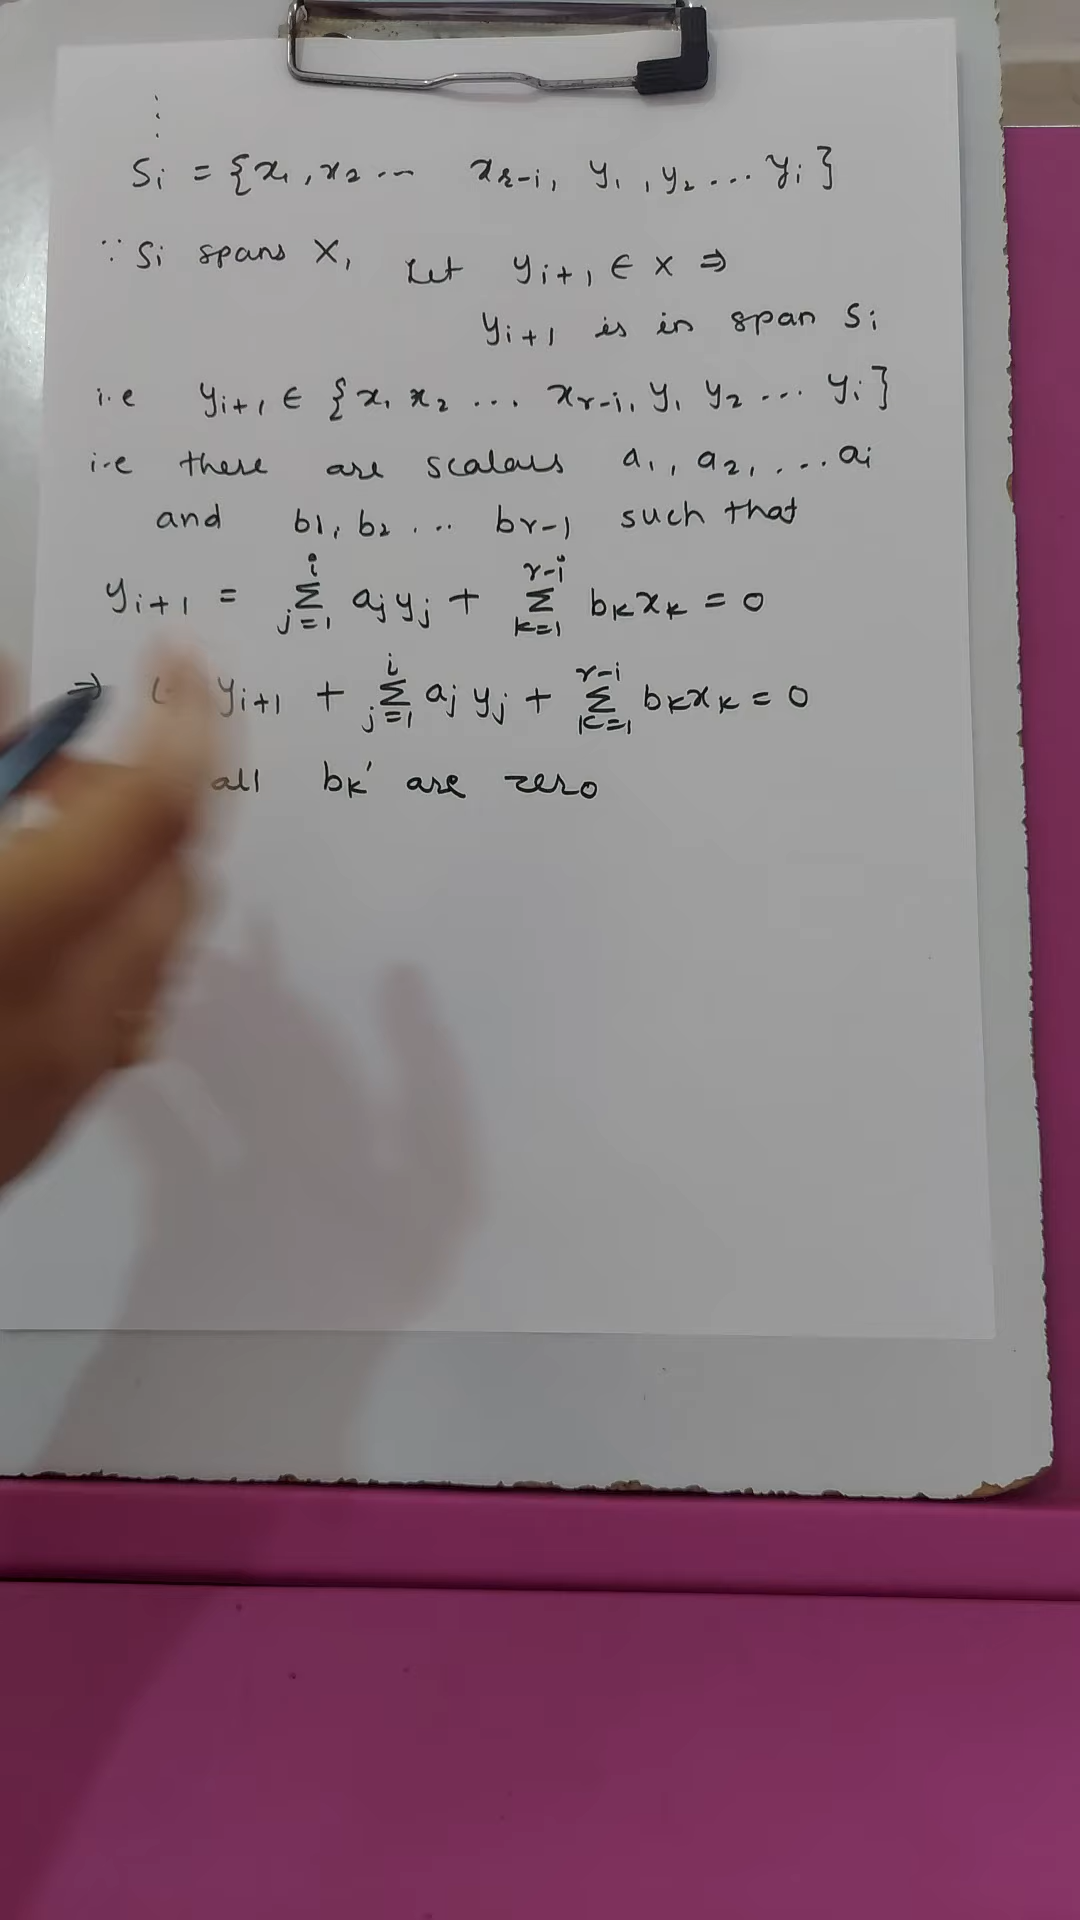 ⋮
Si = {x1, x2 ... xr-i, y1, y2 ... yi}
∵ Si spans X, Let yi+1 ∈ X ⇒
yi+1 is in span Si
i.e yi+1 ∈ {x1 x2 ... xr-i, y1 y2 ... yi}
i.e there are scalars a1, a2, ... ai
and b1, b2 ... br-1 such that
yi+1 = Σ_{j=1}^{i} aj yj + Σ_{k=1}^{r-i} bk xk = 0
⇒ yi+1 + Σ_{j=1}^{i} aj yj + Σ_{k=1}^{r-i} bk xk = 0
all bk' are zero